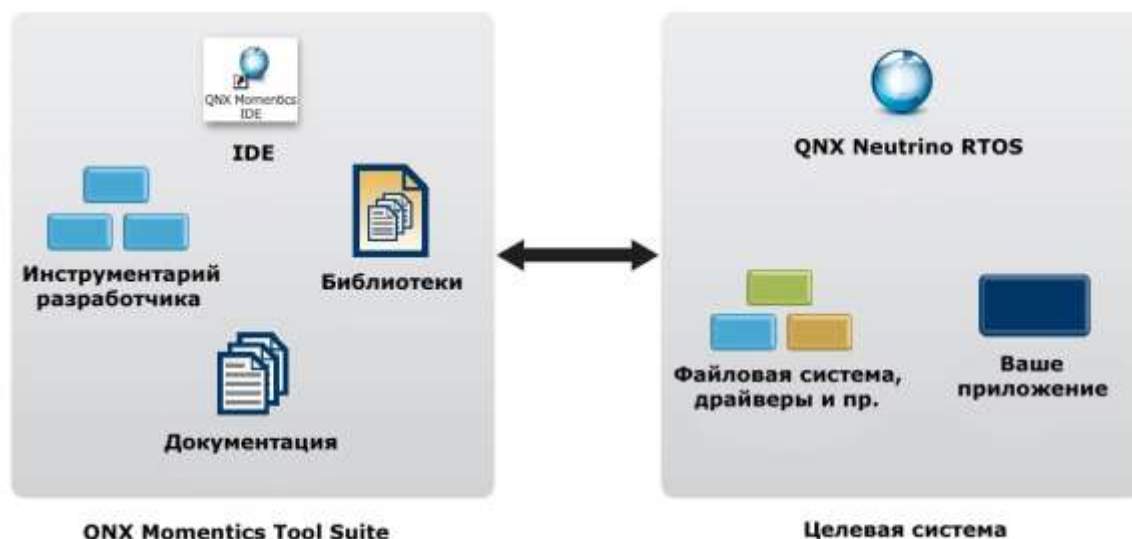 QNX Momentics
IDE
IDE
Инструментарий
разработчика
Библиотеки
Документация
QNX Momentics Tool Suite
QNX Neutrino RTOS
Файловая система,
драйверы и пр.
Ваше
приложение
Целевая система